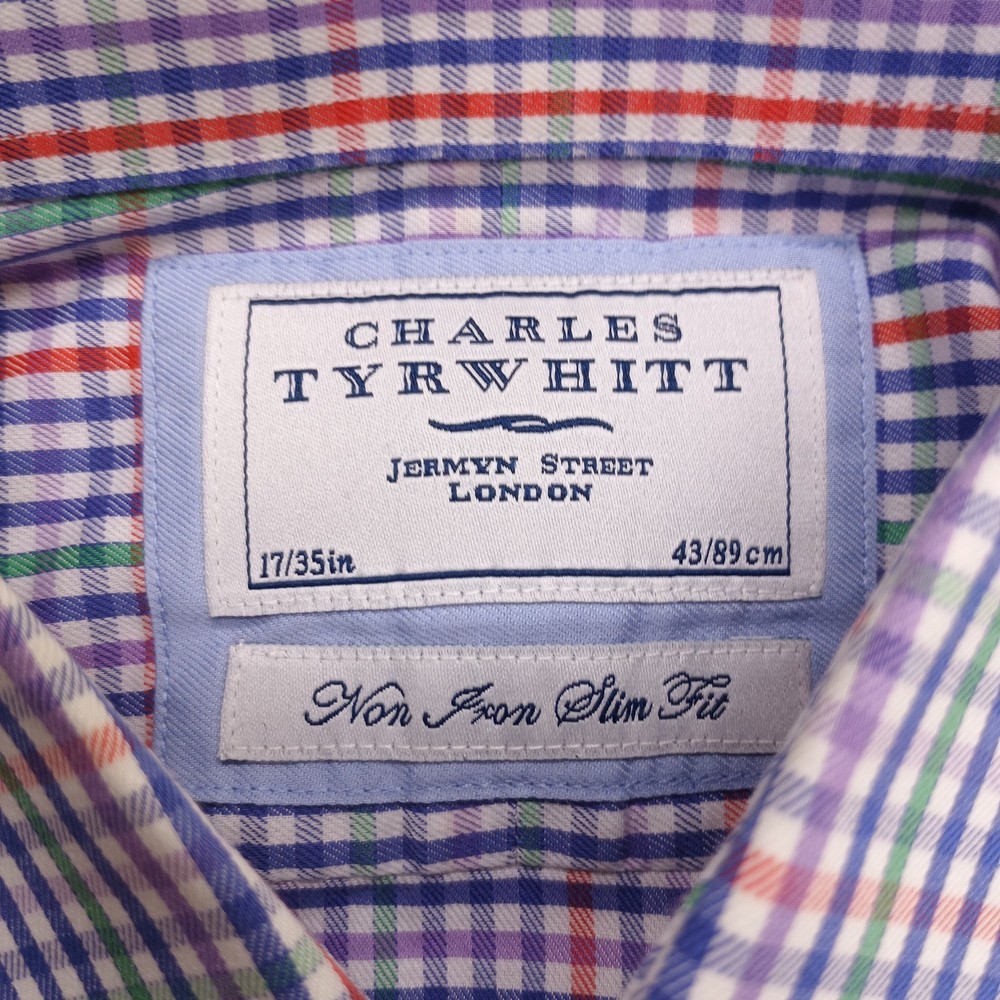 CHARLES
TYRWHITT
JERMYN STREET
LONDON
17/35in 43/89cm
Non Iron Slim Fit